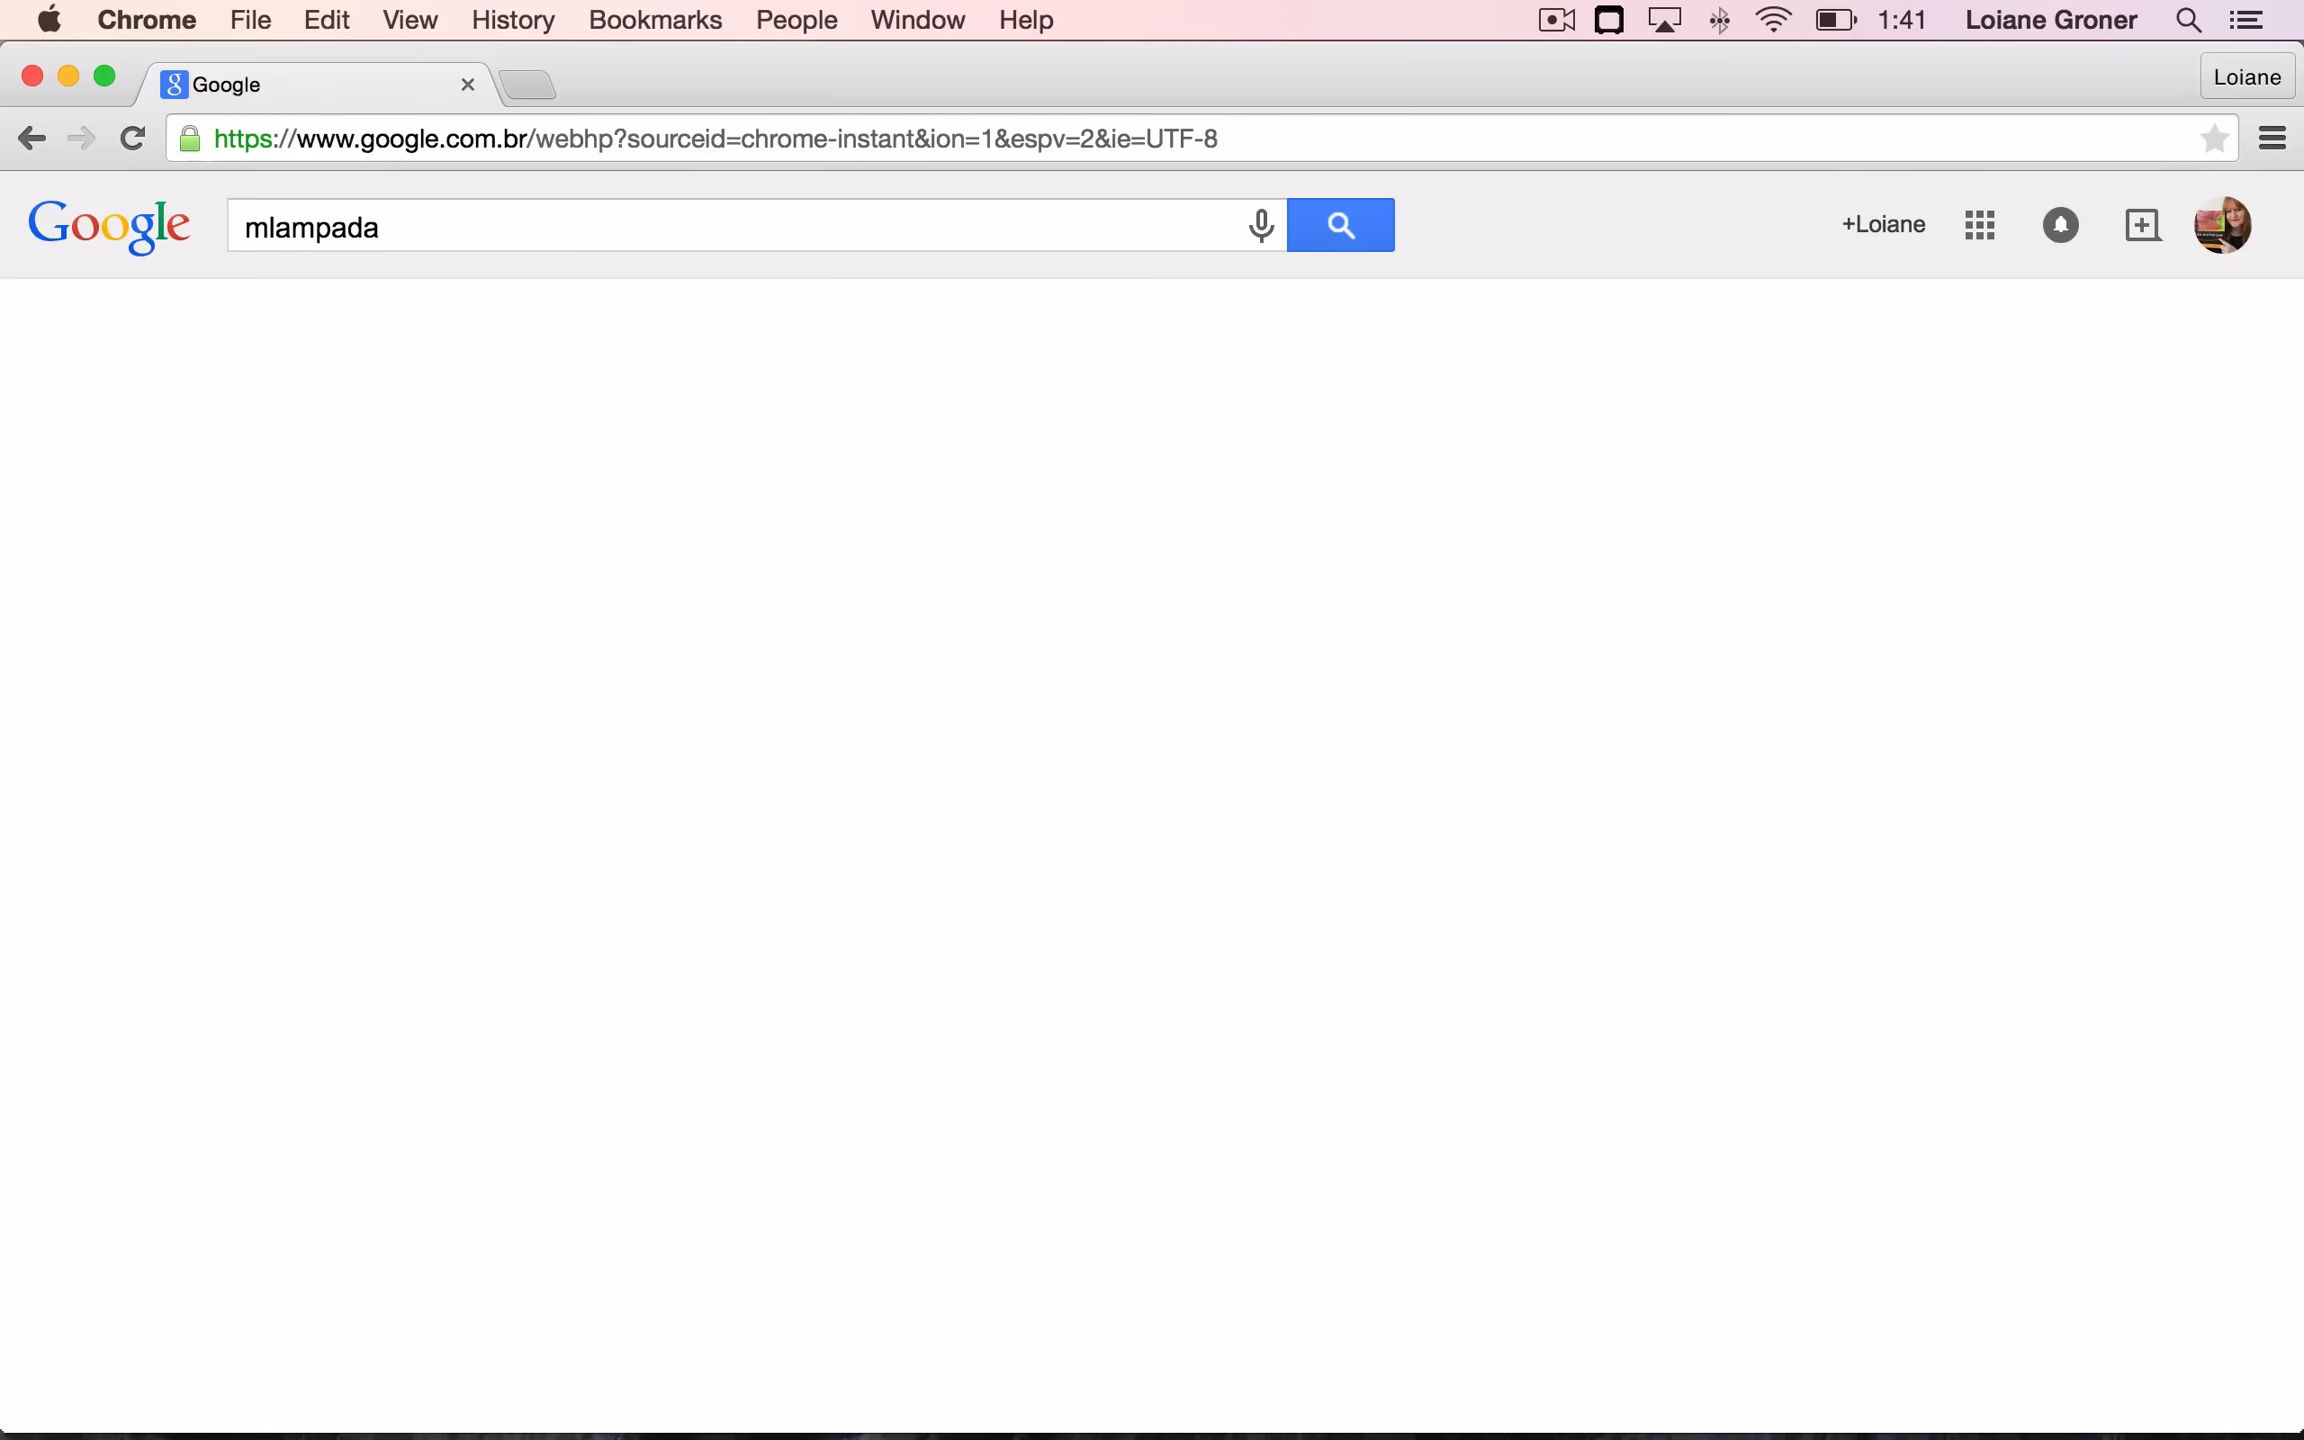 Chrome File Edit View History Bookmarks People Window Help 1:41 Loiane Groner
Google Loiane
https://www.google.com.br/webhp?sourceid=chrome-instant&ion=1&espv=2&ie=UTF-8
Google mlampada +Loiane